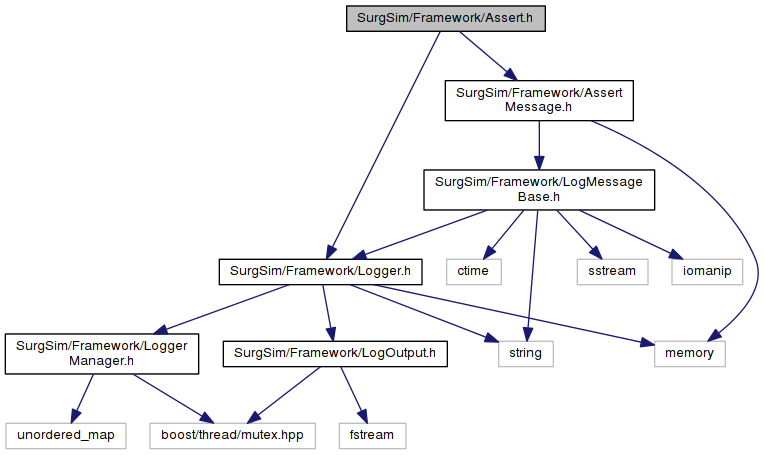 SurgSim/Framework/Assert.h
SurgSim/Framework/Assert
Message.h
SurgSim/Framework/LogMessage
Base.h
SurgSim/Framework/Logger.h
ctime
sstream
iomanip
SurgSim/Framework/Logger
Manager.h
SurgSim/Framework/LogOutput.h
string
memory
unordered_map
boost/thread/mutex.hpp
fstream